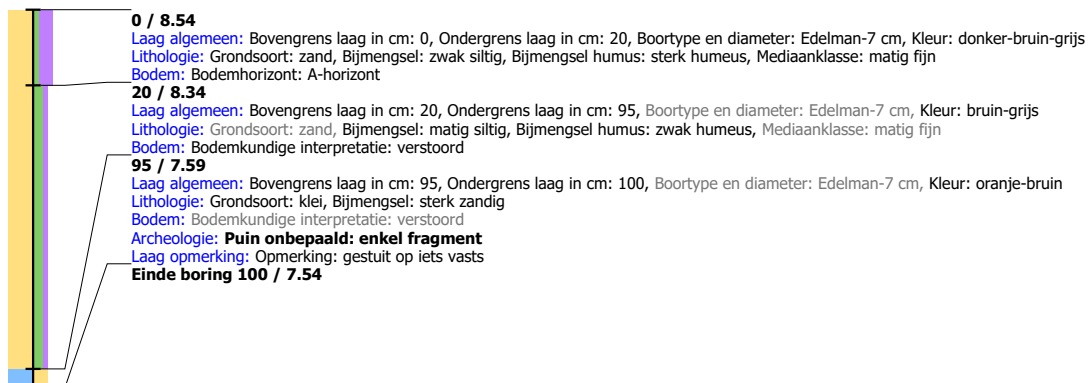 0 / 8.54
Laag algemeen: Bovengrens laag in cm: 0, Ondergrens laag in cm: 20, Boortype en diameter: Edelman-7 cm, Kleur: donker-bruin-grijs
Lithologie: Grondsoort: zand, Bijmengsel: zwak siltig, Bijmengsel humus: sterk humeus, Mediaanklasse: matig fijn
Bodem: Bodemhorizont: A-horizont
20 / 8.34
Laag algemeen: Bovengrens laag in cm: 20, Ondergrens laag in cm: 95, Boortype en diameter: Edelman-7 cm, Kleur: bruin-grijs
Lithologie: Grondsoort: zand, Bijmengsel: matig siltig, Bijmengsel humus: zwak humeus, Mediaanklasse: matig fijn
Bodem: Bodemkundige interpretatie: verstoord
95 / 7.59
Laag algemeen: Bovengrens laag in cm: 95, Ondergrens laag in cm: 100, Boortype en diameter: Edelman-7 cm, Kleur: oranje-bruin
Lithologie: Grondsoort: klei, Bijmengsel: sterk zandig
Bodem: Bodemkundige interpretatie: verstoord
Archeologie: Puin onbepaald: enkel fragment
Laag opmerking: Opmerking: gestuit op iets vasts
Einde boring 100 / 7.54